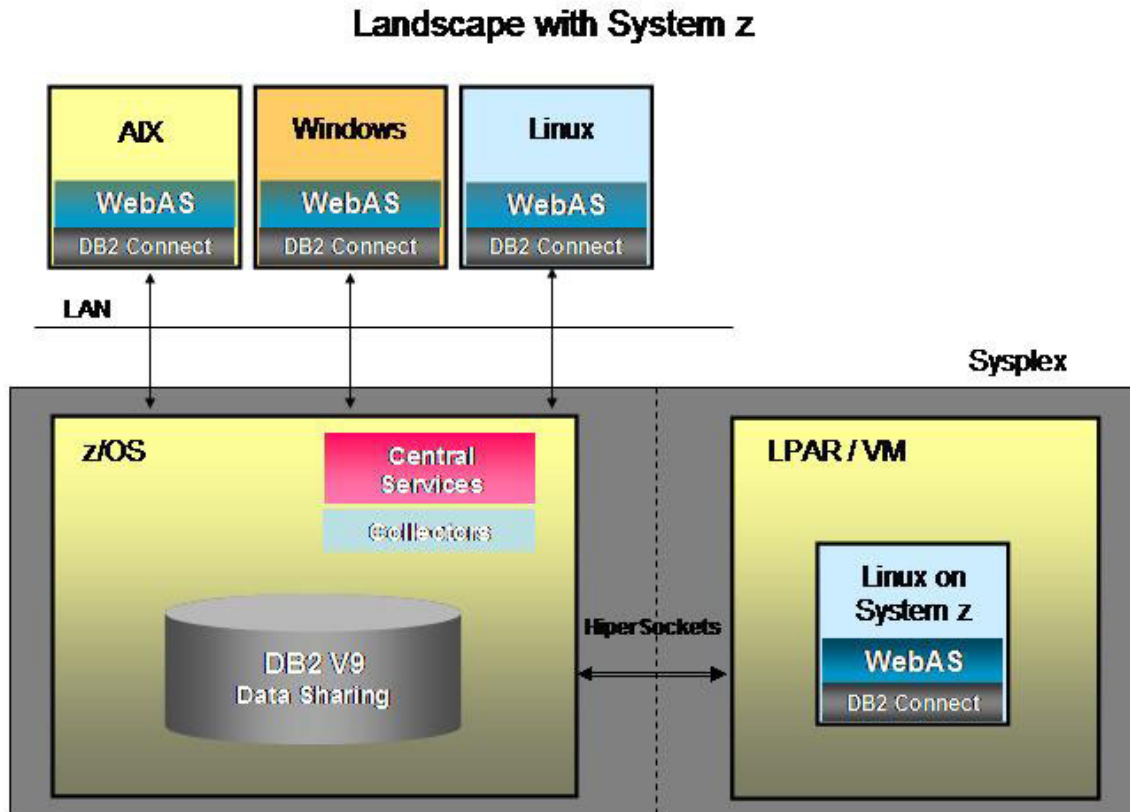 Landscape with System z
AIX
WebAS
DB2 Connect
Windows
WebAS
DB2 Connect
Linux
WebAS
DB2 Connect
LAN
Sysplex
z/OS
Central
Services
Collectors
DB2 V9
Data Sharing
HiperSockets
LPAR / VM
Linux on
System z
WebAS
DB2 Connect